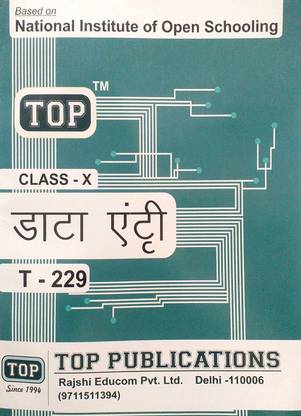 Based on
National Institute of Open Schooling
TOP TM
CLASS - X
डाटा एंट्री
T - 229
TOP
Since 1994
TOP PUBLICATIONS
Rajshi Educom Pvt. Ltd. Delhi -110006
(9711511394)